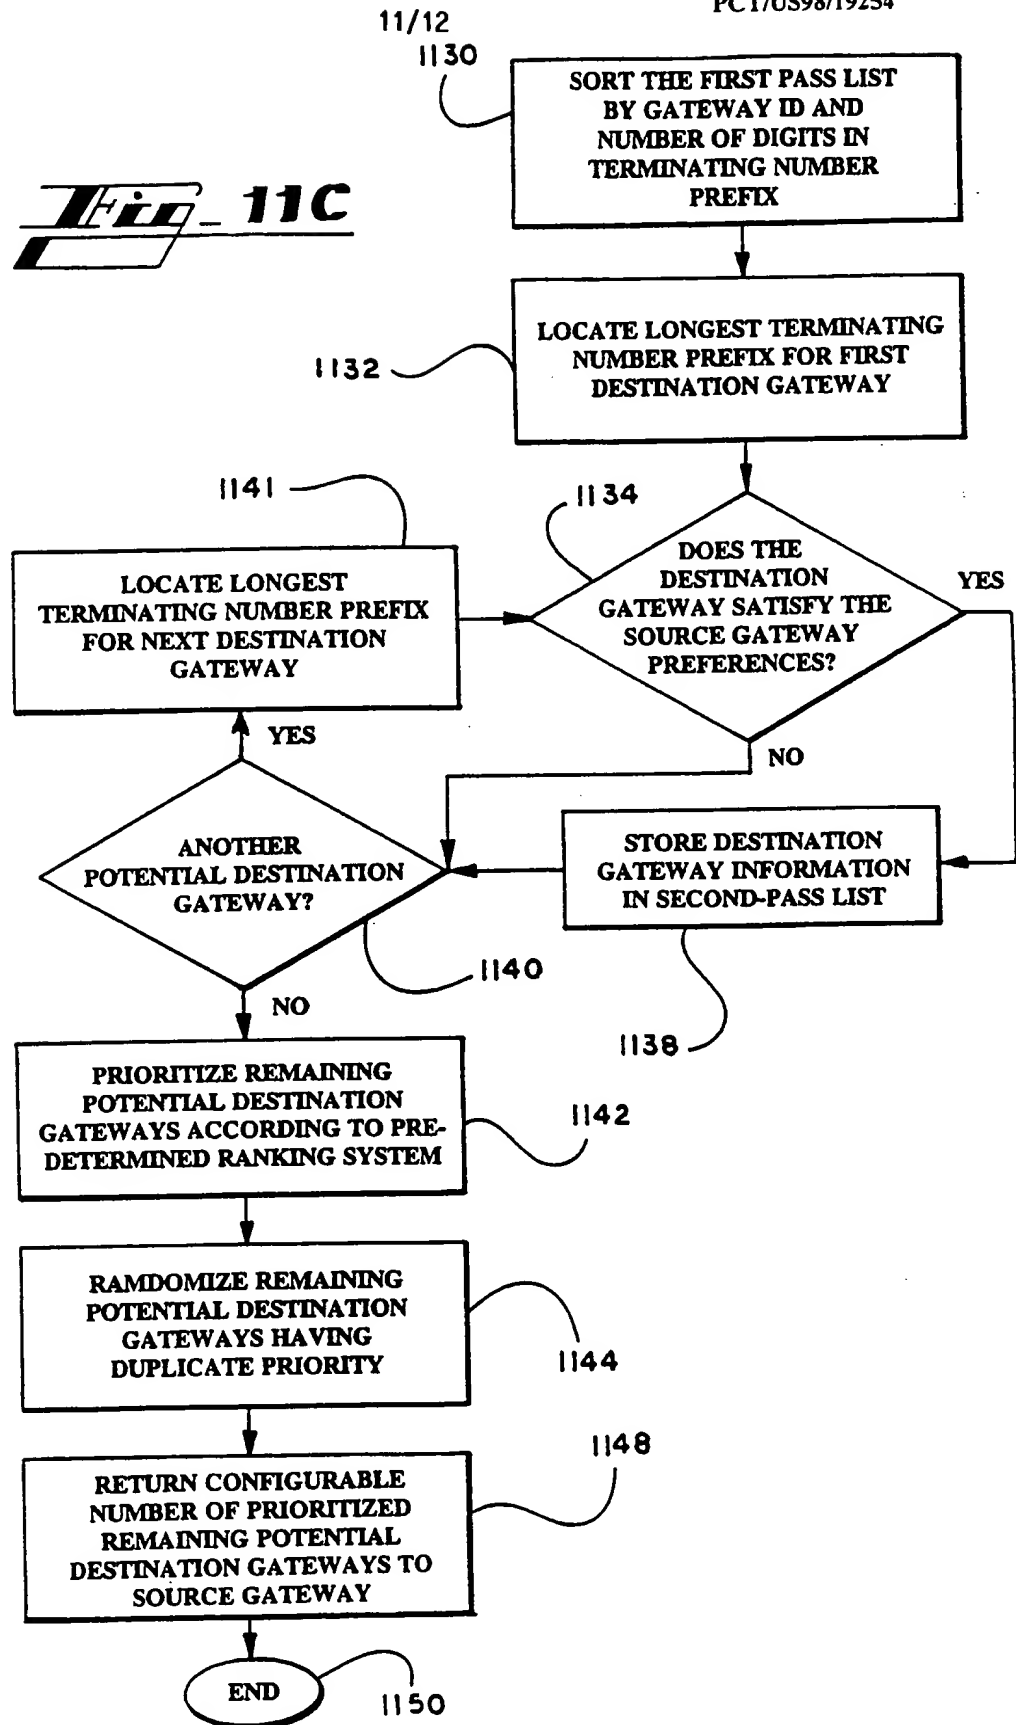 11/12
PCT/US98/19254
1130
SORT THE FIRST PASS LIST
BY GATEWAY ID AND
NUMBER OF DIGITS IN
TERMINATING NUMBER
PREFIX
Fig_ 11C
LOCATE LONGEST TERMINATING
NUMBER PREFIX FOR FIRST
DESTINATION GATEWAY
1132
1141
1134
LOCATE LONGEST
TERMINATING NUMBER PREFIX
FOR NEXT DESTINATION
GATEWAY
DOES THE
DESTINATION
GATEWAY SATISFY THE
SOURCE GATEWAY
PREFERENCES?
YES
YES
NO
ANOTHER
POTENTIAL DESTINATION
GATEWAY?
STORE DESTINATION
GATEWAY INFORMATION
IN SECOND-PASS LIST
1140
NO
1138
PRIORITIZE REMAINING
POTENTIAL DESTINATION
GATEWAYS ACCORDING TO PRE-
DETERMINED RANKING SYSTEM
1142
RAMDOMIZE REMAINING
POTENTIAL DESTINATION
GATEWAYS HAVING
DUPLICATE PRIORITY
1144
1148
RETURN CONFIGURABLE
NUMBER OF PRIORITIZED
REMAINING POTENTIAL
DESTINATION GATEWAYS TO
SOURCE GATEWAY
END
1150